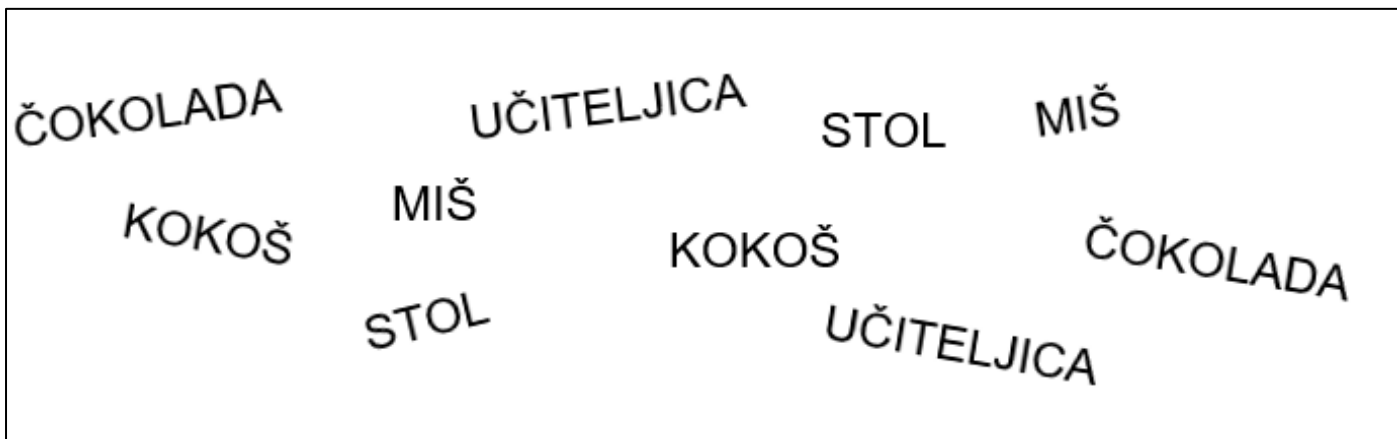 ČOKOLADA
UČITELJICA
STOL
MIŠ
KOKOŠ
MIŠ
KOKOŠ
ČOKOLADA
STOL
UČITELJICA